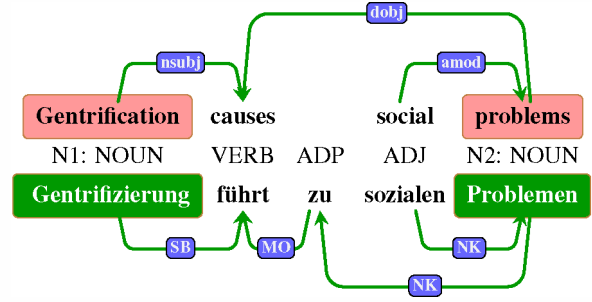 dobj
nsubj amod
Gentrification causes social problems
N1: NOUN VERB ADP ADJ N2: NOUN
Gentrifizierung führt zu sozialen Problemen
SB MO NK
NK